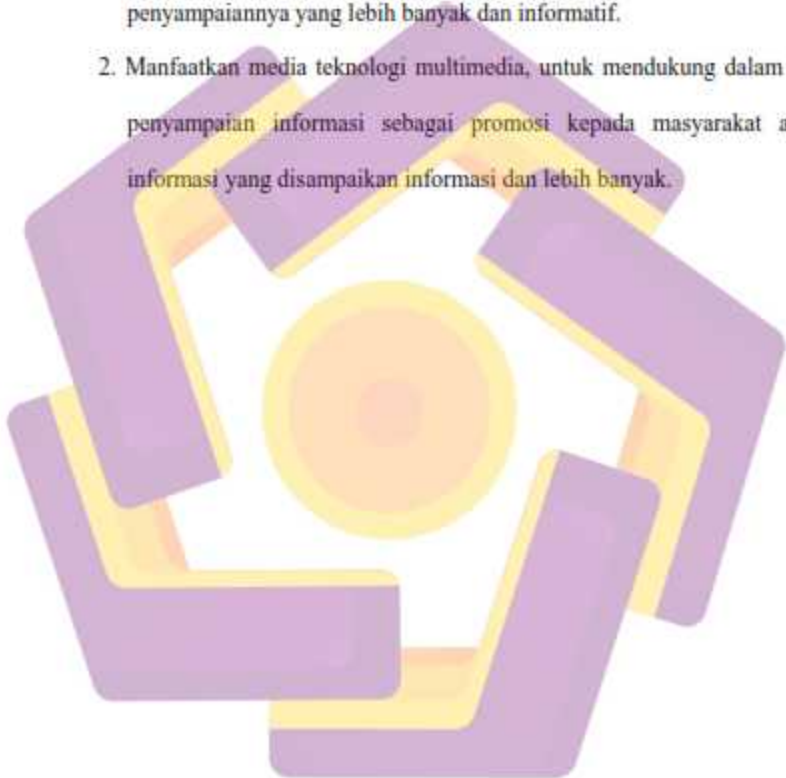 penyampaiannya yang lebih banyak dan informatif.
2. Manfaatkan media teknologi multimedia, untuk mendukung dalam
penyampaian informasi sebagai promosi kepada masyarakat
informasi yang disampaikan informasi dan lebih banyak.